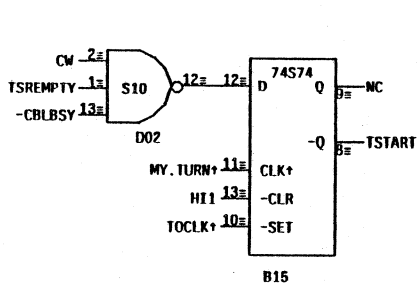 CW 2≡
TSREMPTY 1≡
-CBLBSY 13≡
S10
12≡ 12≡
D02
74S74
D Q
9≡ NC
-Q
8≡ TSTART
MY.TURN↑ 11≡ CLK↑
HI1 13≡ -CLR
TOCLK↑ 10≡ -SET
B15